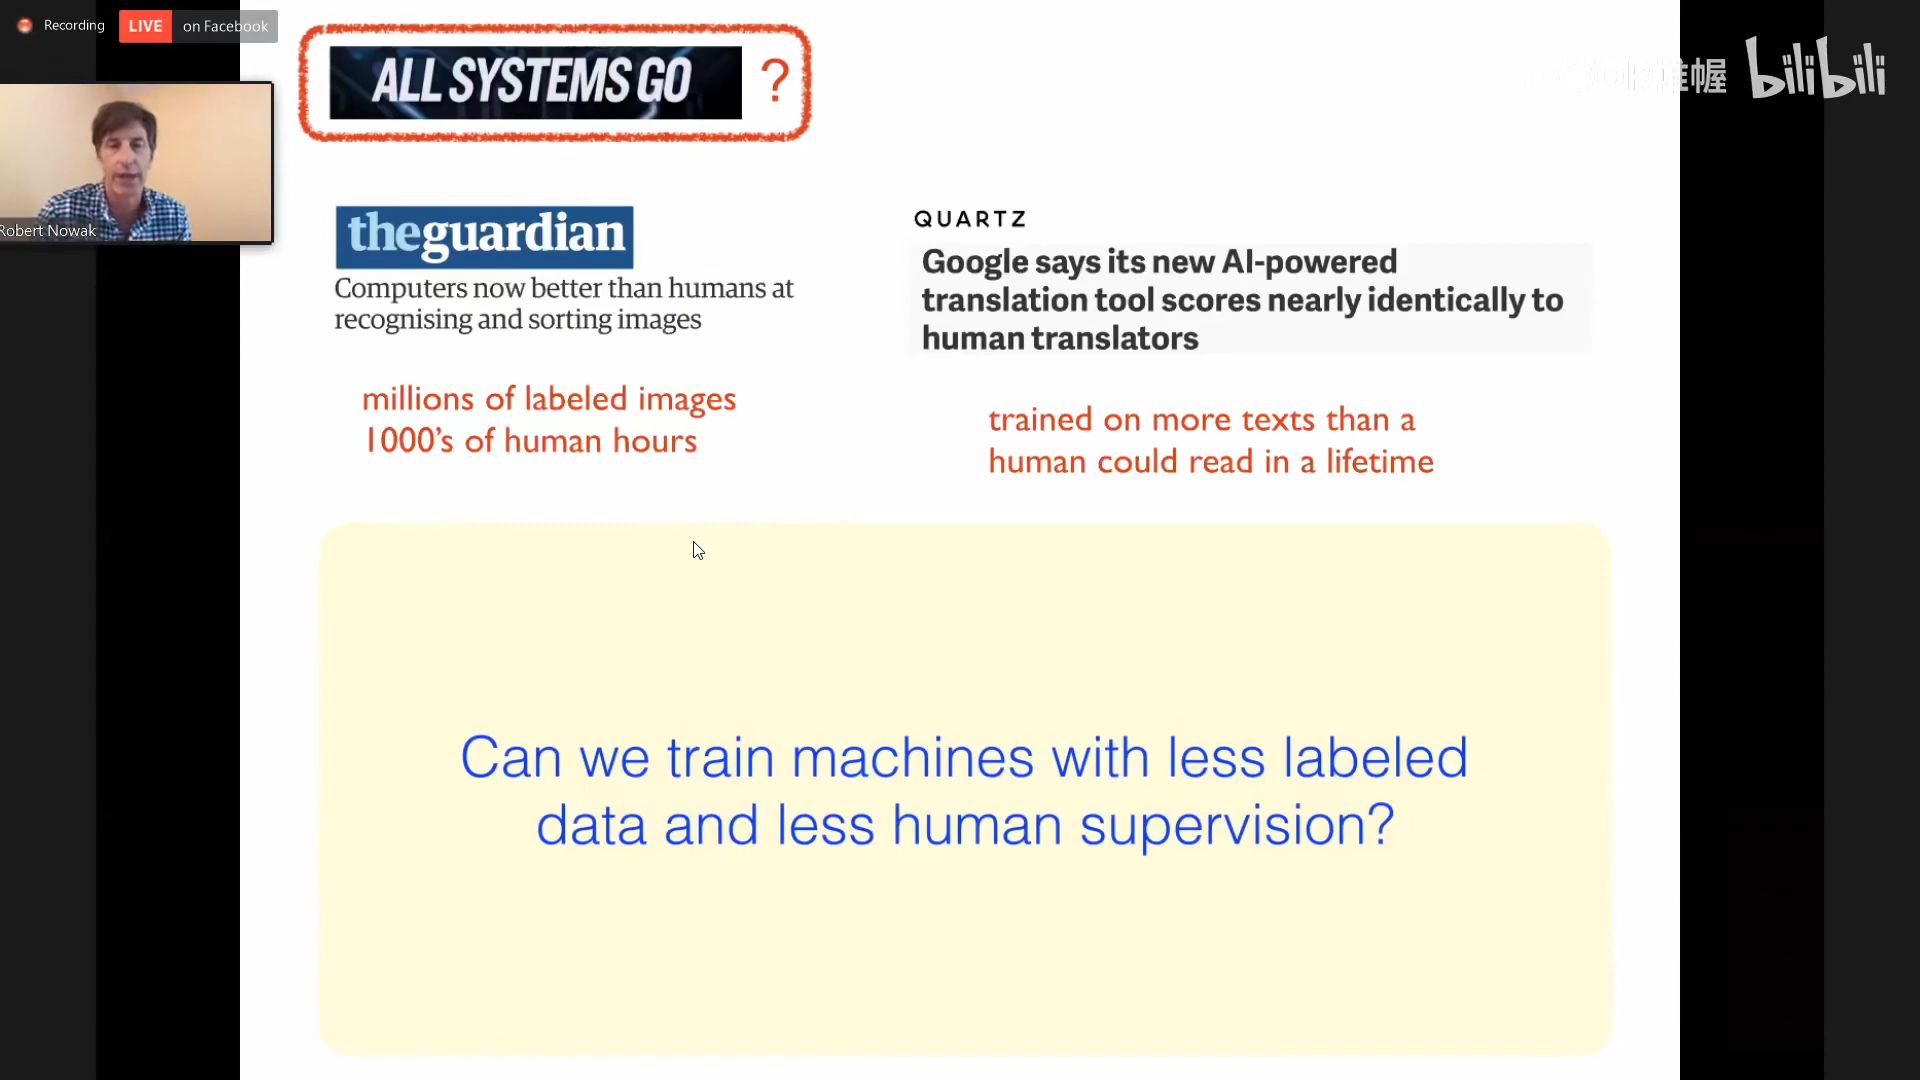 Recording
LIVE on Facebook
ALL SYSTEMS GO ?
Robert Nowak
bilibili
theguardian
Computers now better than humans at
recognising and sorting images
millions of labeled images
1000's of human hours
QUARTZ
Google says its new AI-powered
translation tool scores nearly identically to
human translators
trained on more texts than a
human could read in a lifetime
Can we train machines with less labeled
data and less human supervision?